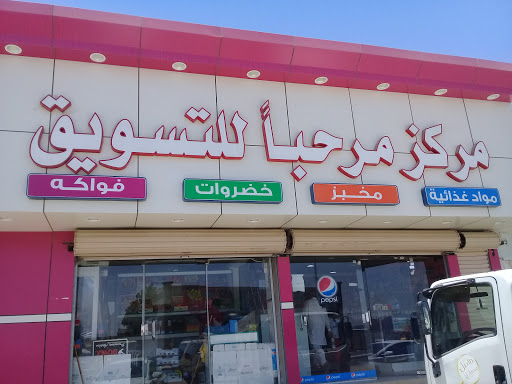 مركز مرحباً للتسويق
مواد غذائية
مخبز
خضروات
فواكه
pepsi